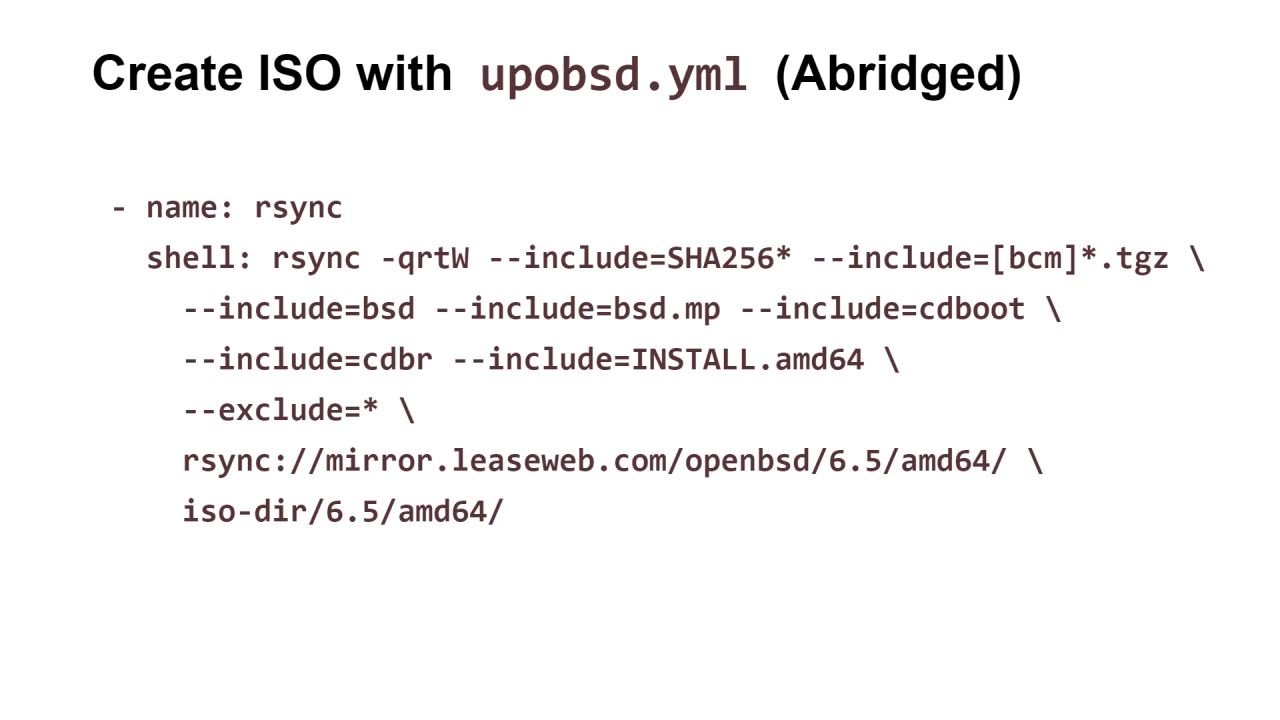 Create ISO with upobsd.yml (Abridged)
- name: rsync
shell: rsync -qrtW --include=SHA256* --include=[bcm]*.tgz \
--include=bsd --include=bsd.mp --include=cdboot \
--include=cdbr --include=INSTALL.amd64 \
--exclude=* \
rsync://mirror.leaseweb.com/openbsd/6.5/amd64/ \
iso-dir/6.5/amd64/